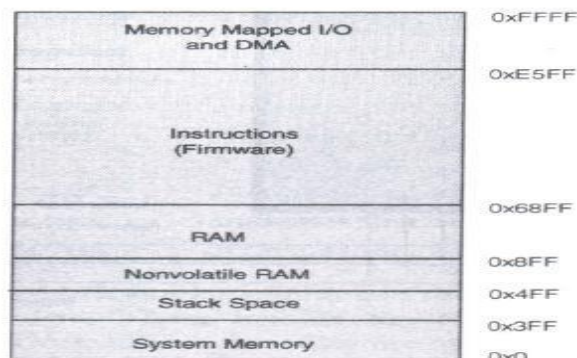 Memory Mapped I/O
and DMA
0xFFFF
0xE5FF
Instructions
(Firmware)
0x68FF
RAM
0x8FF
Nonvolatile RAM
0x4FF
Stack Space
0x3FF
System Memory
0x0